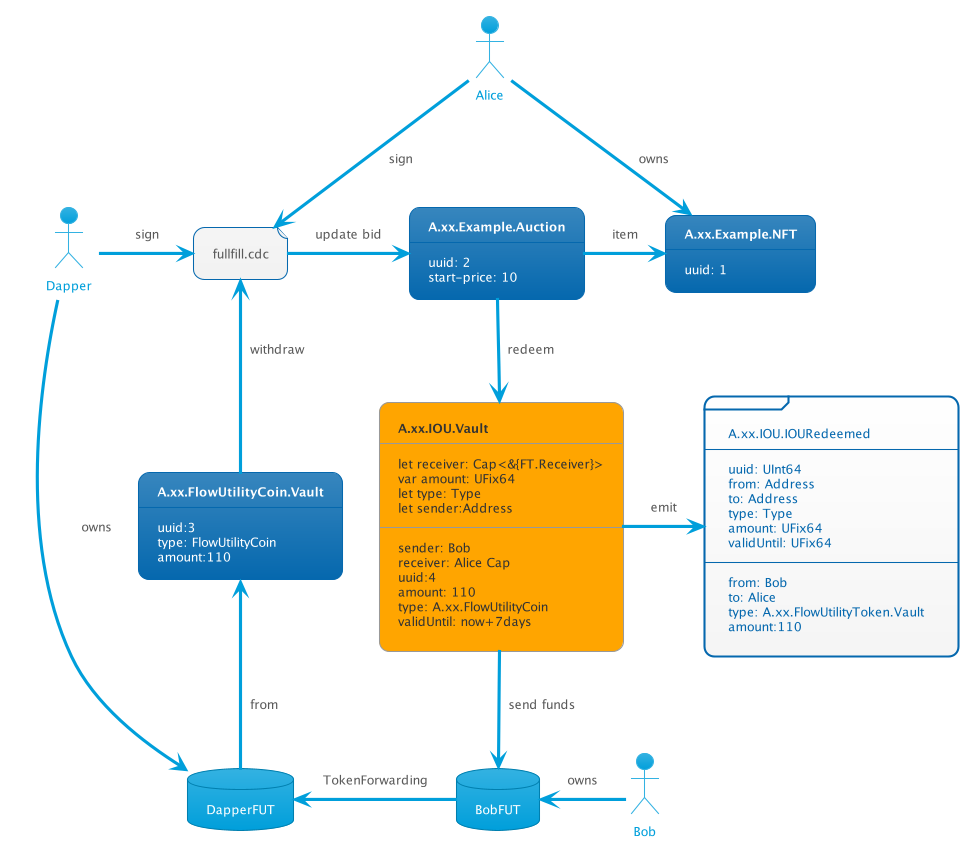 Alice
sign
owns
Dapper
sign
fullfill.cdc
update bid
A.xx.Example.Auction
uuid: 2
start-price: 10
item
A.xx.Example.NFT
uuid: 1
withdraw
redeem
A.xx.IOU.Vault
let receiver: Cap<&{FT.Receiver}>
var amount: UFix64
let type: Type
let sender:Address
sender: Bob
receiver: Alice Cap
uuid:4
amount: 110
type: A.xx.FlowUtilityCoin
validUntil: now+7days
emit
A.xx.IOU.IOURedeemed
uuid: UInt64
from: Address
to: Address
type: Type
amount: UFix64
validUntil: UFix64
from: Bob
to: Alice
type: A.xx.FlowUtilityToken.Vault
amount:110
A.xx.FlowUtilityCoin.Vault
uuid:3
type: FlowUtilityCoin
amount:110
owns
from
send funds
DapperFUT
TokenForwarding
BobFUT
owns
Bob